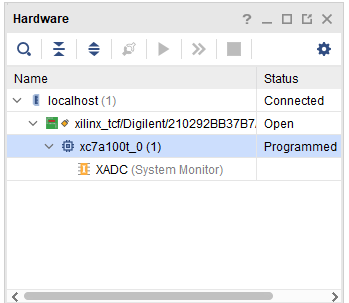 Hardware
Name Status
localhost (1) Connected
xilinx_tcf/Digilent/210292BB37B7 Open
xc7a100t_0 (1) Programmed
XADC (System Monitor)